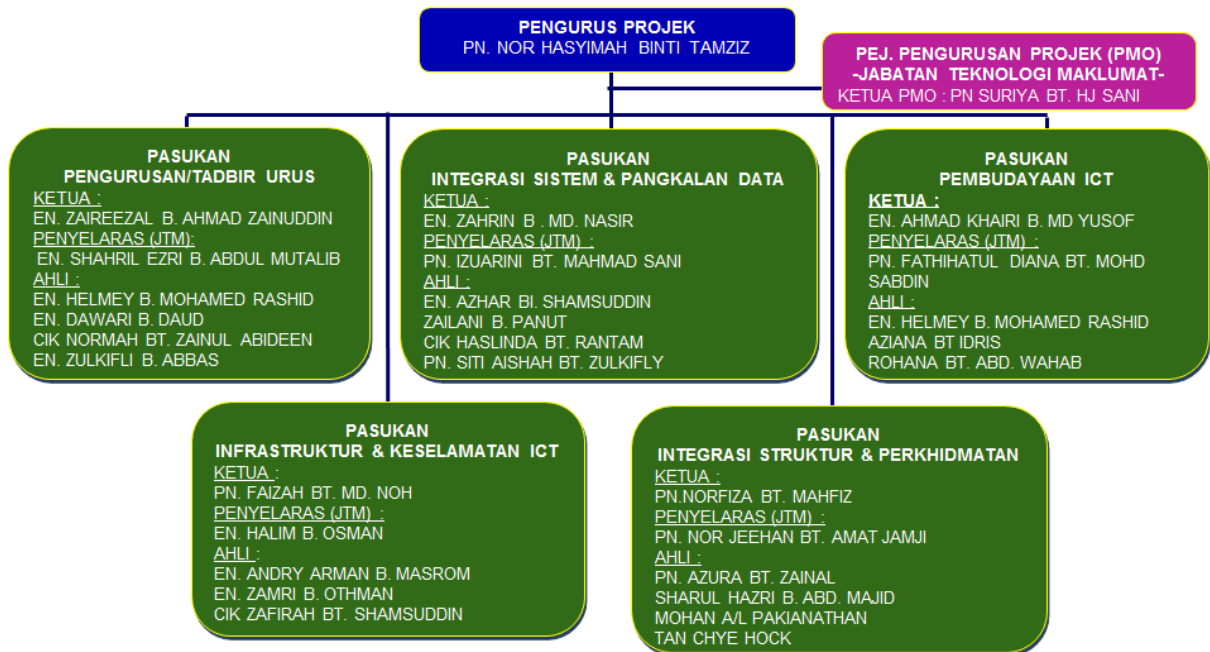 PENGURUS PROJEK
PN. NOR HASYIMAH BINTI TAMZIZ
PEJ. PENGURUSAN PROJEK (PMO)
-JABATAN TEKNOLOGI MAKLUMAT-
KETUA PMO : PN SURIYA BT. HJ SANI
PASUKAN
PENGURUSAN/TADBIR URUS
KETUA :
EN. ZAIREEZAL B. AHMAD ZAINUDDIN
PENYELARAS (JTM):
EN. SHAHRIL EZRI B. ABDUL MUTALIB
AHLI :
EN. HELMEY B. MOHAMED RASHID
EN. DAWARI B. DAUD
CIK NORMAH BT. ZAINUL ABIDEEN
EN. ZULKIFLI B. ABBAS
PASUKAN
INTEGRASI SISTEM & PANGKALAN DATA
KETUA :
EN. ZAHRIN B . MD. NASIR
PENYELARAS (JTM) :
PN. IZUARINI BT. MAHMAD SANI
AHLI :
EN. AZHAR BI. SHAMSUDDIN
ZAILANI B. PANUT
CIK HASLINDA BT. RANTAM
PN. SITI AISHAH BT. ZULKIFLY
PASUKAN
PEMBUDAYAAN ICT
KETUA :
EN. AHMAD KHAIRI B. MD YUSOF
PENYELARAS (JTM) :
PN. FATHIHATUL DIANA BT. MOHD
SABDIN
AHLI :
EN. HELMEY B. MOHAMED RASHID
AZIANA BT IDRIS
ROHANA BT. ABD. WAHAB
PASUKAN
INFRASTRUKTUR & KESELAMATAN ICT
KETUA :
PN. FAIZAH BT. MD. NOH
PENYELARAS (JTM) :
EN. HALIM B. OSMAN
AHLI :
EN. ANDRY ARMAN B. MASROM
EN. ZAMRI B. OTHMAN
CIK ZAFIRAH BT. SHAMSUDDIN
PASUKAN
INTEGRASI STRUKTUR & PERKHIDMATAN
KETUA :
PN.NORFIZA BT. MAHFIZ
PENYELARAS (JTM) :
PN. NOR JEEHAN BT. AMAT JAMJI
AHLI :
PN. AZURA BT. ZAINAL
SHARUL HAZRI B. ABD. MAJID
MOHAN A/L PAKIANATHAN
TAN CHYE HOCK